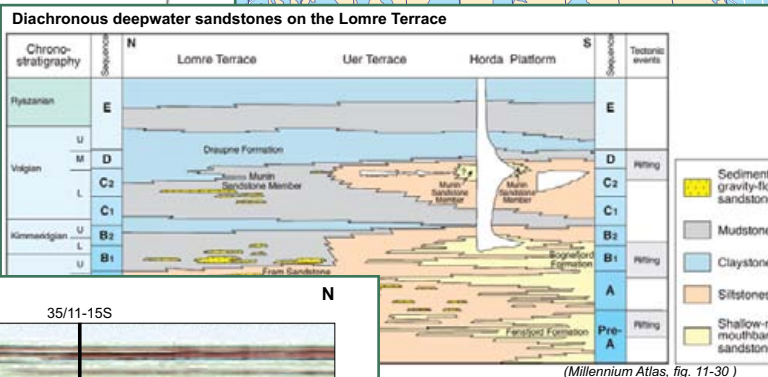 Diachronous deepwater sandstones on the Lomre Terrace
Chrono-
stratigraphy
Sequence
N
Lomre Terrace
Uer Terrace
Horda Platform
S
Sequence
Tectonic
events
Ryazanian
E
E
Volgian
U
M
L
Draupne Formation
D
D
Rifting
C2
C2
Munin
Sandstone Member
Munin
Sandstone
Member
Munin
Sandstone
Member
C1
C1
Kimmeridgian
U
L
U
B2
B2
B1
B1
Rifting
Fram Sandstone
Sognefjord
Formation
A
Fensfjord Formation
Pre-
A
Rifting
Mudstone
Claystone
Siltstones
(Millennium Atlas, fig. 11-30 )
N
35/11-15S